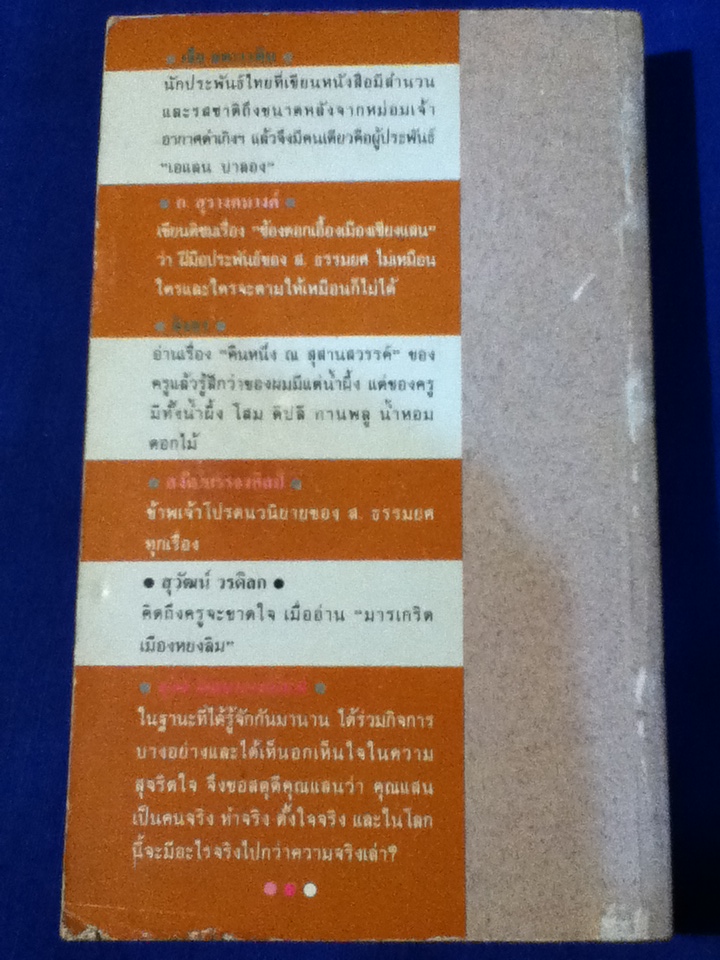 นักประพันธ์ไทยที่เขียนหนังสือมีสำนวน
และรสชาติถึงขนาดหลังจากหม่อมเจ้า
อากาศดำเกิงฯ แล้วจึงมีคนเดียวคือผู้ประพันธ์
"เอแลน บาลอง"
● ก. สุรางคนางค์ ●
เขียนติชมเรื่อง "ช้องดอกเอื้องเมืองเชียงแสน"
ว่า ฝีมือประพันธ์ของ ส. ธรรมยศ ไม่เหมือน
ใครและใครจะตามให้เหมือนก็ไม่ได้
อ่านเรื่อง "คืนหนึ่ง ณ สุสานสวรรค์" ของ
ครูแล้วรู้สึกว่าของผมมีแต่น้ำผึ้ง แต่ของครู
มีทั้งน้ำผึ้ง โสม ดิปลี กานพลู น้ำหอม
ดอกไม้
ข้าพเจ้าโปรดนวนิยายของ ส. ธรรมยศ
ทุกเรื่อง
● สุวัฒน์ วรดิลก ●
คิดถึงครูจะขาดใจ เมื่ออ่าน "มารเกริต
เมืองหยงลิม"
ในฐานะที่ได้รู้จักกันมานาน ได้ร่วมกิจการ
บางอย่างและได้เห็นอกเห็นใจในความ
สุจริตใจ จึงขอสดุดีคุณแสนว่า คุณแสน
เป็นคนจริง ทำจริง ตั้งใจจริง และในโลก
นี้จะมีอะไรจริงไปกว่าความจริงเล่า?